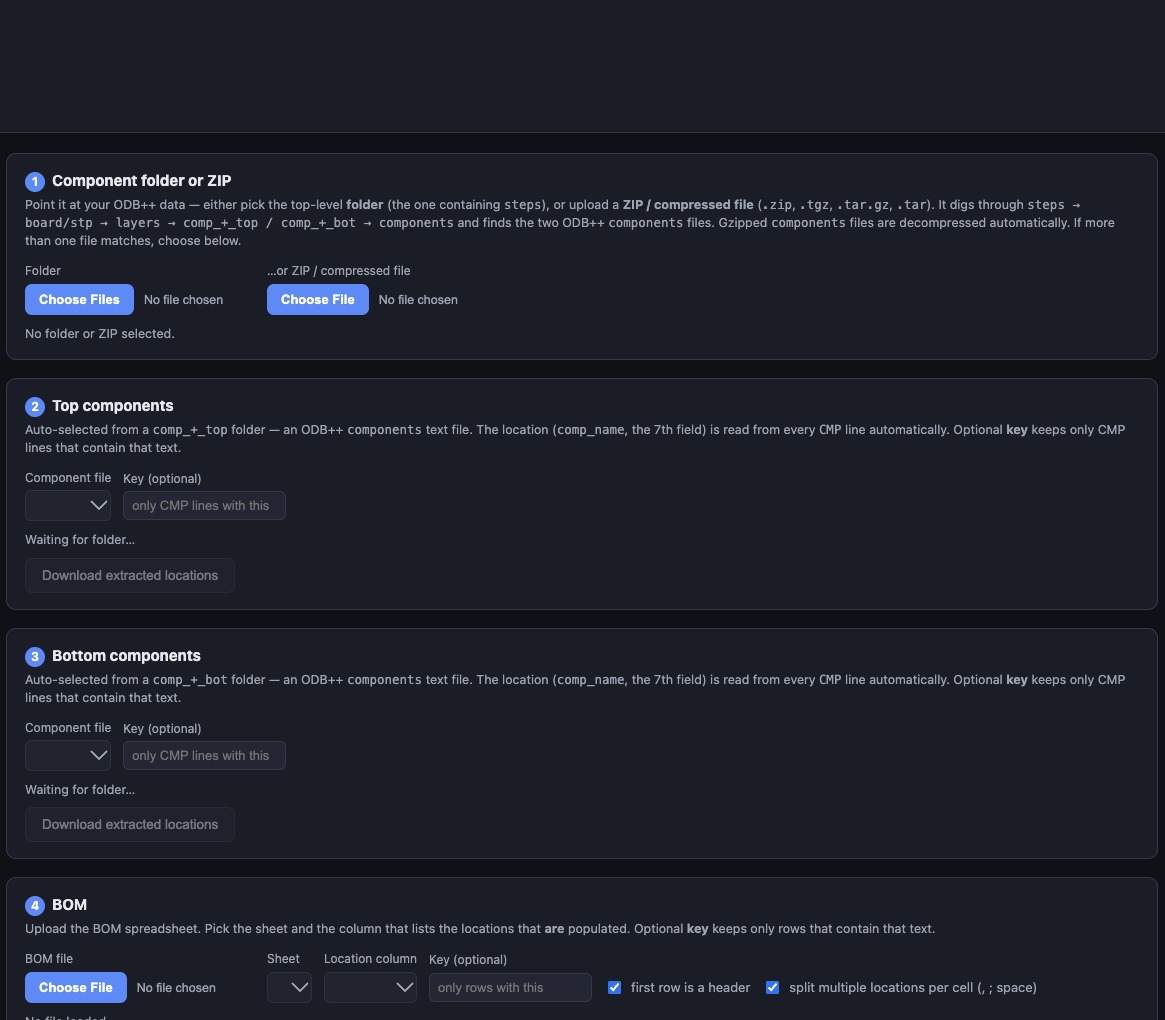 1 Component folder or ZIP
Point it at your ODB++ data — either pick the top-level folder (the one containing steps), or upload a ZIP / compressed file (.zip, .tgz, .tar.gz, .tar). It digs through steps →
board/stp → layers → comp_+_top / comp_+_bot → components and finds the two ODB++ components files. Gzipped components files are decompressed automatically. If more
than one file matches, choose below.
Folder
...or ZIP / compressed file
Choose Files No file chosen
Choose File No file chosen
No folder or ZIP selected.
2 Top components
Auto-selected from a comp_+_top folder — an ODB++ components text file. The location (comp_name, the 7th field) is read from every CMP line automatically. Optional key keeps only CMP
lines that contain that text.
Component file Key (optional)
only CMP lines with this
Waiting for folder...
Download extracted locations
3 Bottom components
Auto-selected from a comp_+_bot folder — an ODB++ components text file. The location (comp_name, the 7th field) is read from every CMP line automatically. Optional key keeps only CMP
lines that contain that text.
Component file Key (optional)
only CMP lines with this
Waiting for folder...
Download extracted locations
4 BOM
Upload the BOM spreadsheet. Pick the sheet and the column that lists the locations that are populated. Optional key keeps only rows that contain that text.
BOM file Sheet Location column Key (optional)
Choose File No file chosen only rows with this first row is a header split multiple locations per cell (, ; space)
No file loaded